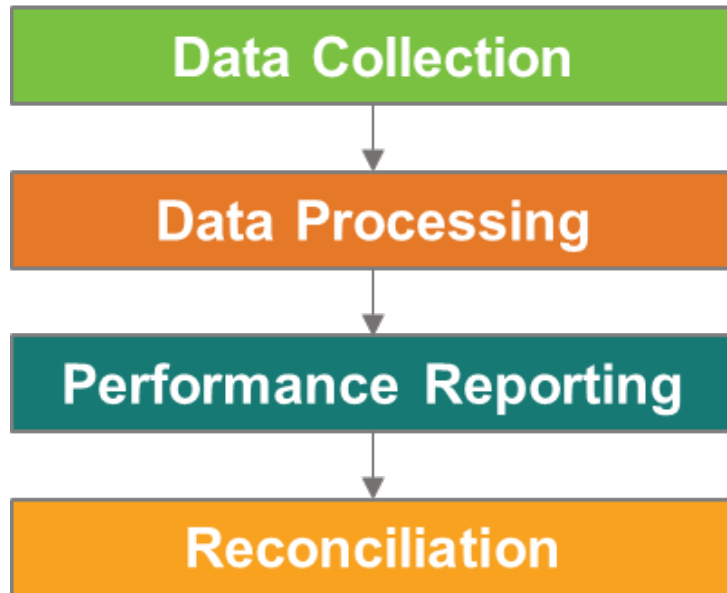 Data Collection
Data Processing
Performance Reporting
Reconciliation